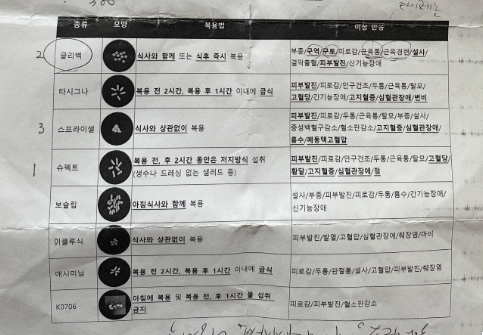 종류 모양 복용법 이상 반응
2 글리벡 식사와 함께 또는 식후 즉시 복용 부종/구역/구토/피로감/근육통/근육경련/설사/
결막출혈/피부발진/신기능장애
타시그나 복용 전 2시간, 복용 후 1시간 이내에 금식 피부발진/피로감/안구건조/두통/근육통/탈모/
고혈당/간기능장애/고지혈증/심혈관장애/변비
3 스프라이셀 식사와 상관없이 복용 피부발진/피로감/두통/근육통/탈모/부종/설사/
중성백혈구감소/혈소판감소/고지혈증/심혈관장애/
흉수/폐동맥고혈압
1 슈펙트 복용 전, 후 2시간 동안은 저지방식 섭취
(생수나 드레싱 없는 샐러드 등) 피부발진/피로감/안구건조/두통/근육통/탈모/고혈당/
황달/고지혈증/심혈관장애/
보술립 아침식사와 함께 복용 설사/부종/피부발진/피로감/두통/흉수/간기능장애/
신기능장애
식사와 상관없이 복용 피부발진/발열/고혈압/심혈관장애/췌장염/마비
애시미닙 복용 전 2시간, 복용 후 1시간 이내에 금식 피로감/두통/관절통/설사/고혈압/피부발진/췌장염
K0706 아침에 복용 및 복용 전, 후 1시간 물 섭취
금지 피로감/피부발진/혈소판감소